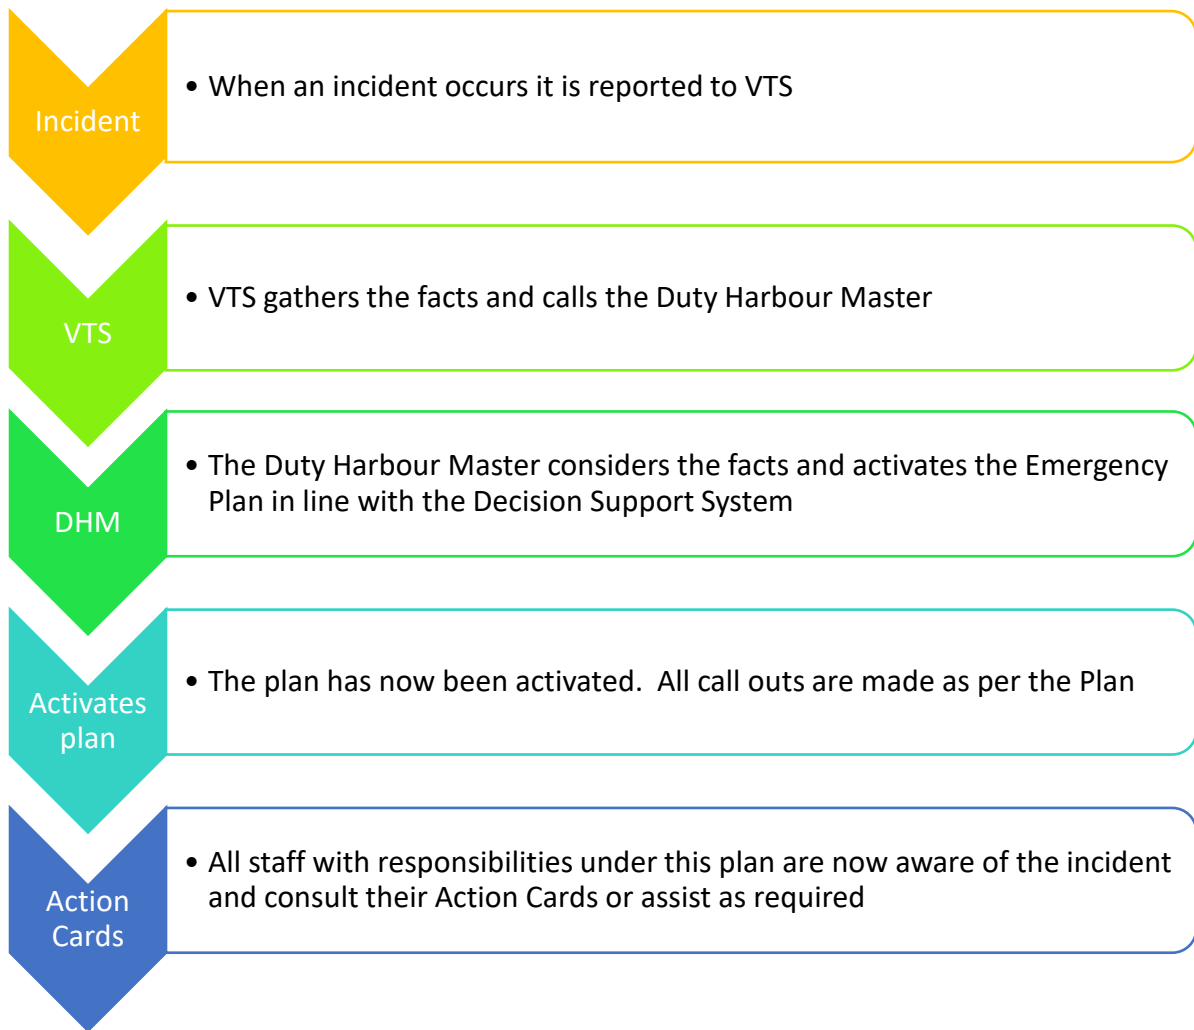 Incident
• When an incident occurs it is reported to VTS
VTS
• VTS gathers the facts and calls the Duty Harbour Master
DHM
• The Duty Harbour Master considers the facts and activates the Emergency
Plan in line with the Decision Support System
Activates
plan
• The plan has now been activated.  All call outs are made as per the Plan
Action
Cards
• All staff with responsibilities under this plan are now aware of the incident
and consult their Action Cards or assist as required